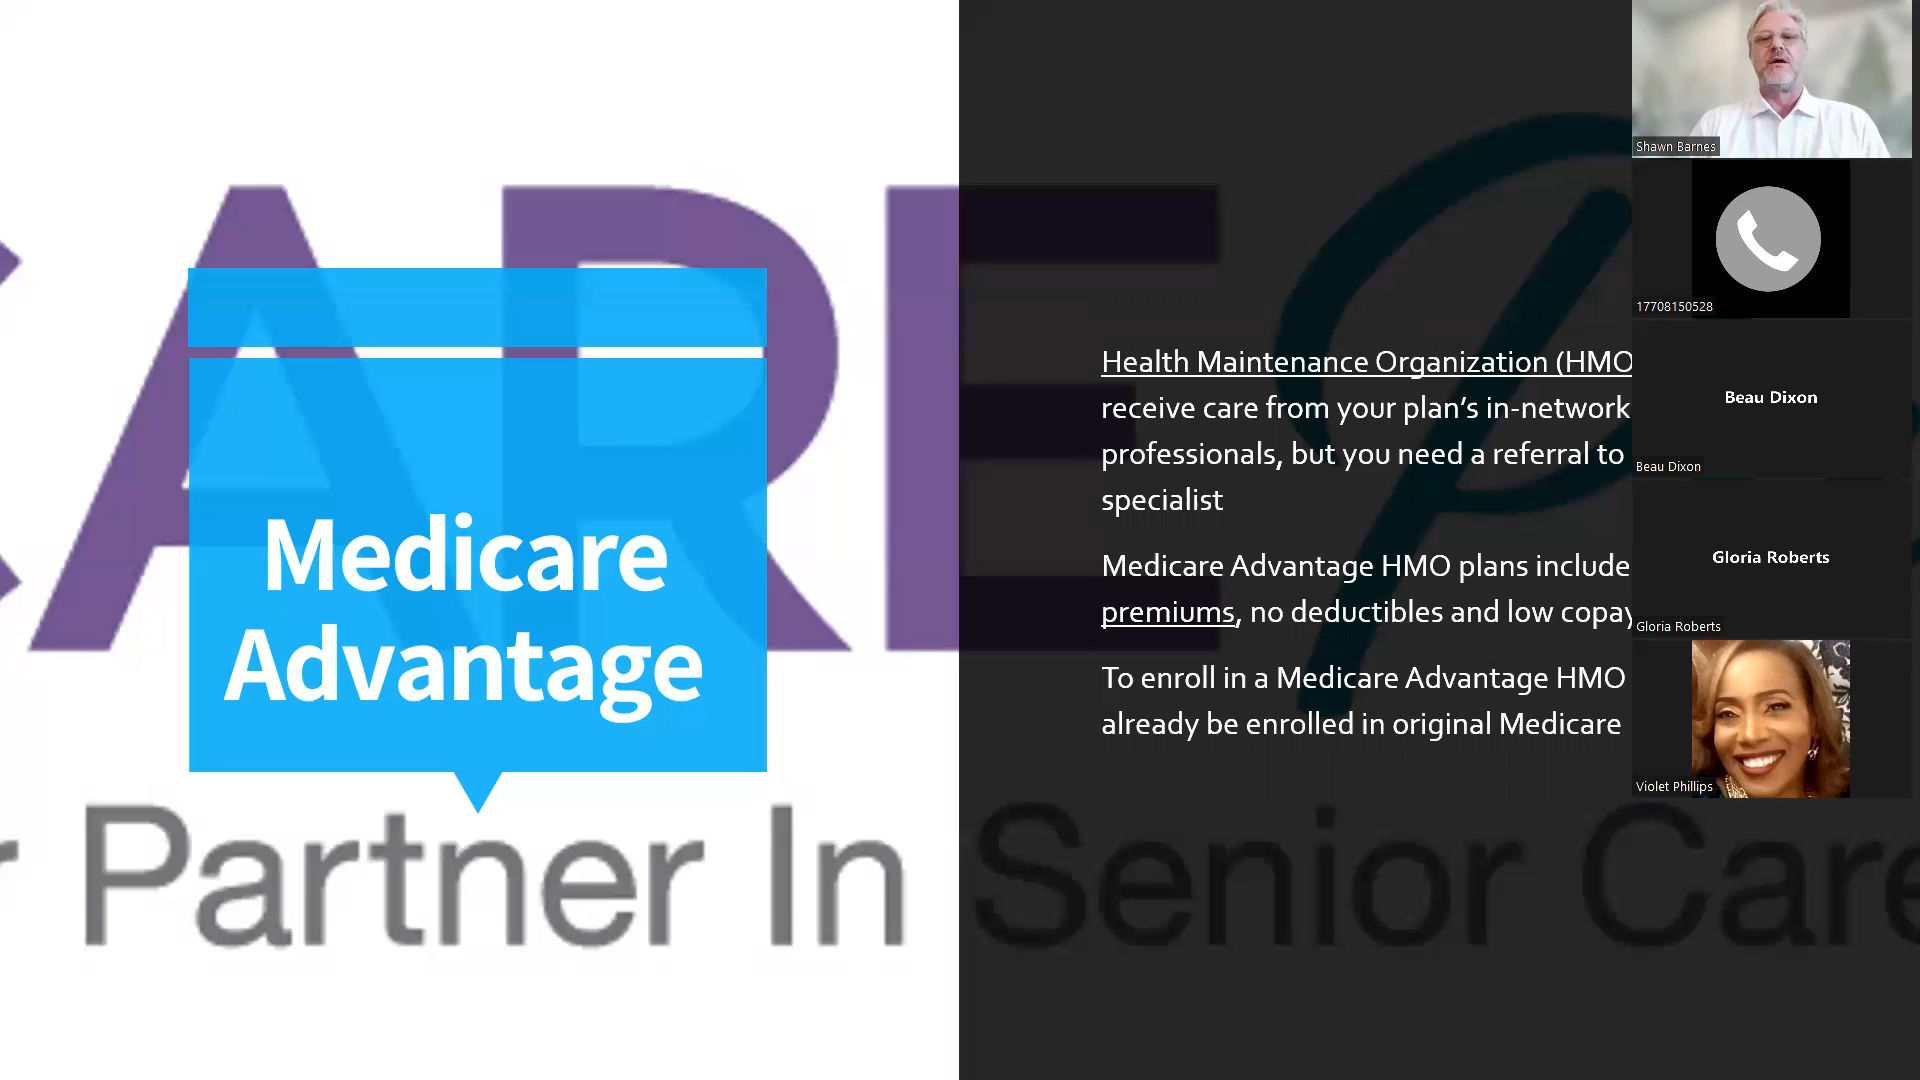 CARE P
Medicare
Advantage
r Partner In Senior Care
Health Maintenance Organization (HMO
receive care from your plan’s in-network
professionals, but you need a referral to
specialist
Medicare Advantage HMO plans include
premiums, no deductibles and low copay
To enroll in a Medicare Advantage HMO
already be enrolled in original Medicare
Shawn Barnes
17708150528
Beau Dixon
Beau Dixon
Gloria Roberts
Gloria Roberts
Violet Phillips